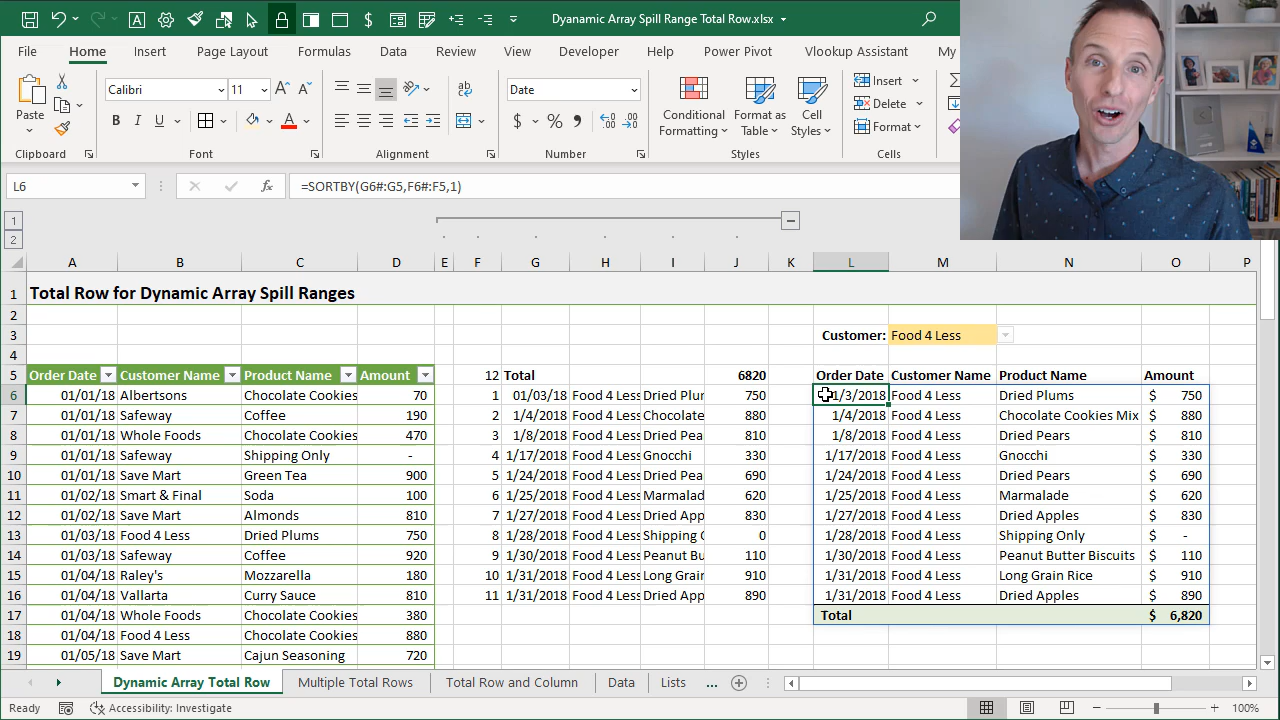 Dyanamic Array Spill Range Total Row.xlsx
File Home Insert Page Layout Formulas Data Review View Developer Help Power Pivot Vlookup Assistant My
Paste Calibri 11 Date Conditional Formatting Format as Table Cell Styles Insert Delete Format
Clipboard Font Alignment Number Styles Cells
L6 =SORTBY(G6#:G5,F6#:F5,1)
1
2
A B C D E F G H I J K L M N O P
1 Total Row for Dynamic Array Spill Ranges
2
3 Customer: Food 4 Less
4
5 Order Date Customer Name Product Name Amount 12 Total 6820 Order Date Customer Name Product Name Amount
6 01/01/18 Albertsons Chocolate Cookies 70 1 01/03/18 Food 4 Less Dried Plur 750 1/3/2018 Food 4 Less Dried Plums $ 750
7 01/01/18 Safeway Coffee 190 2 1/4/2018 Food 4 Less Chocolate 880 1/4/2018 Food 4 Less Chocolate Cookies Mix $ 880
8 01/01/18 Whole Foods Chocolate Cookies 470 3 1/8/2018 Food 4 Less Dried Pea 810 1/8/2018 Food 4 Less Dried Pears $ 810
9 01/01/18 Safeway Shipping Only - 4 1/17/2018 Food 4 Less Gnocchi 330 1/17/2018 Food 4 Less Gnocchi $ 330
10 01/01/18 Save Mart Green Tea 900 5 1/24/2018 Food 4 Less Dried Pea 690 1/24/2018 Food 4 Less Dried Pears $ 690
11 01/02/18 Smart & Final Soda 100 6 1/25/2018 Food 4 Less Marmalad 620 1/25/2018 Food 4 Less Marmalade $ 620
12 01/02/18 Save Mart Almonds 810 7 1/27/2018 Food 4 Less Dried App 830 1/27/2018 Food 4 Less Dried Apples $ 830
13 01/03/18 Food 4 Less Dried Plums 750 8 1/28/2018 Food 4 Less Shipping ( 0 1/28/2018 Food 4 Less Shipping Only $ -
14 01/03/18 Safeway Coffee 920 9 1/30/2018 Food 4 Less Peanut Bu 110 1/30/2018 Food 4 Less Peanut Butter Biscuits $ 110
15 01/04/18 Raley's Mozzarella 180 10 1/31/2018 Food 4 Less Long Grain 910 1/31/2018 Food 4 Less Long Grain Rice $ 910
16 01/04/18 Vallarta Curry Sauce 810 11 1/31/2018 Food 4 Less Dried App 890 1/31/2018 Food 4 Less Dried Apples $ 890
17 01/04/18 Whole Foods Chocolate Cookies 380 Total $ 6,820
18 01/04/18 Food 4 Less Chocolate Cookies 880
19 01/05/18 Save Mart Cajun Seasoning 720
Dynamic Array Total Row Multiple Total Rows Total Row and Column Data Lists ...
Ready Accessibility: Investigate 100%